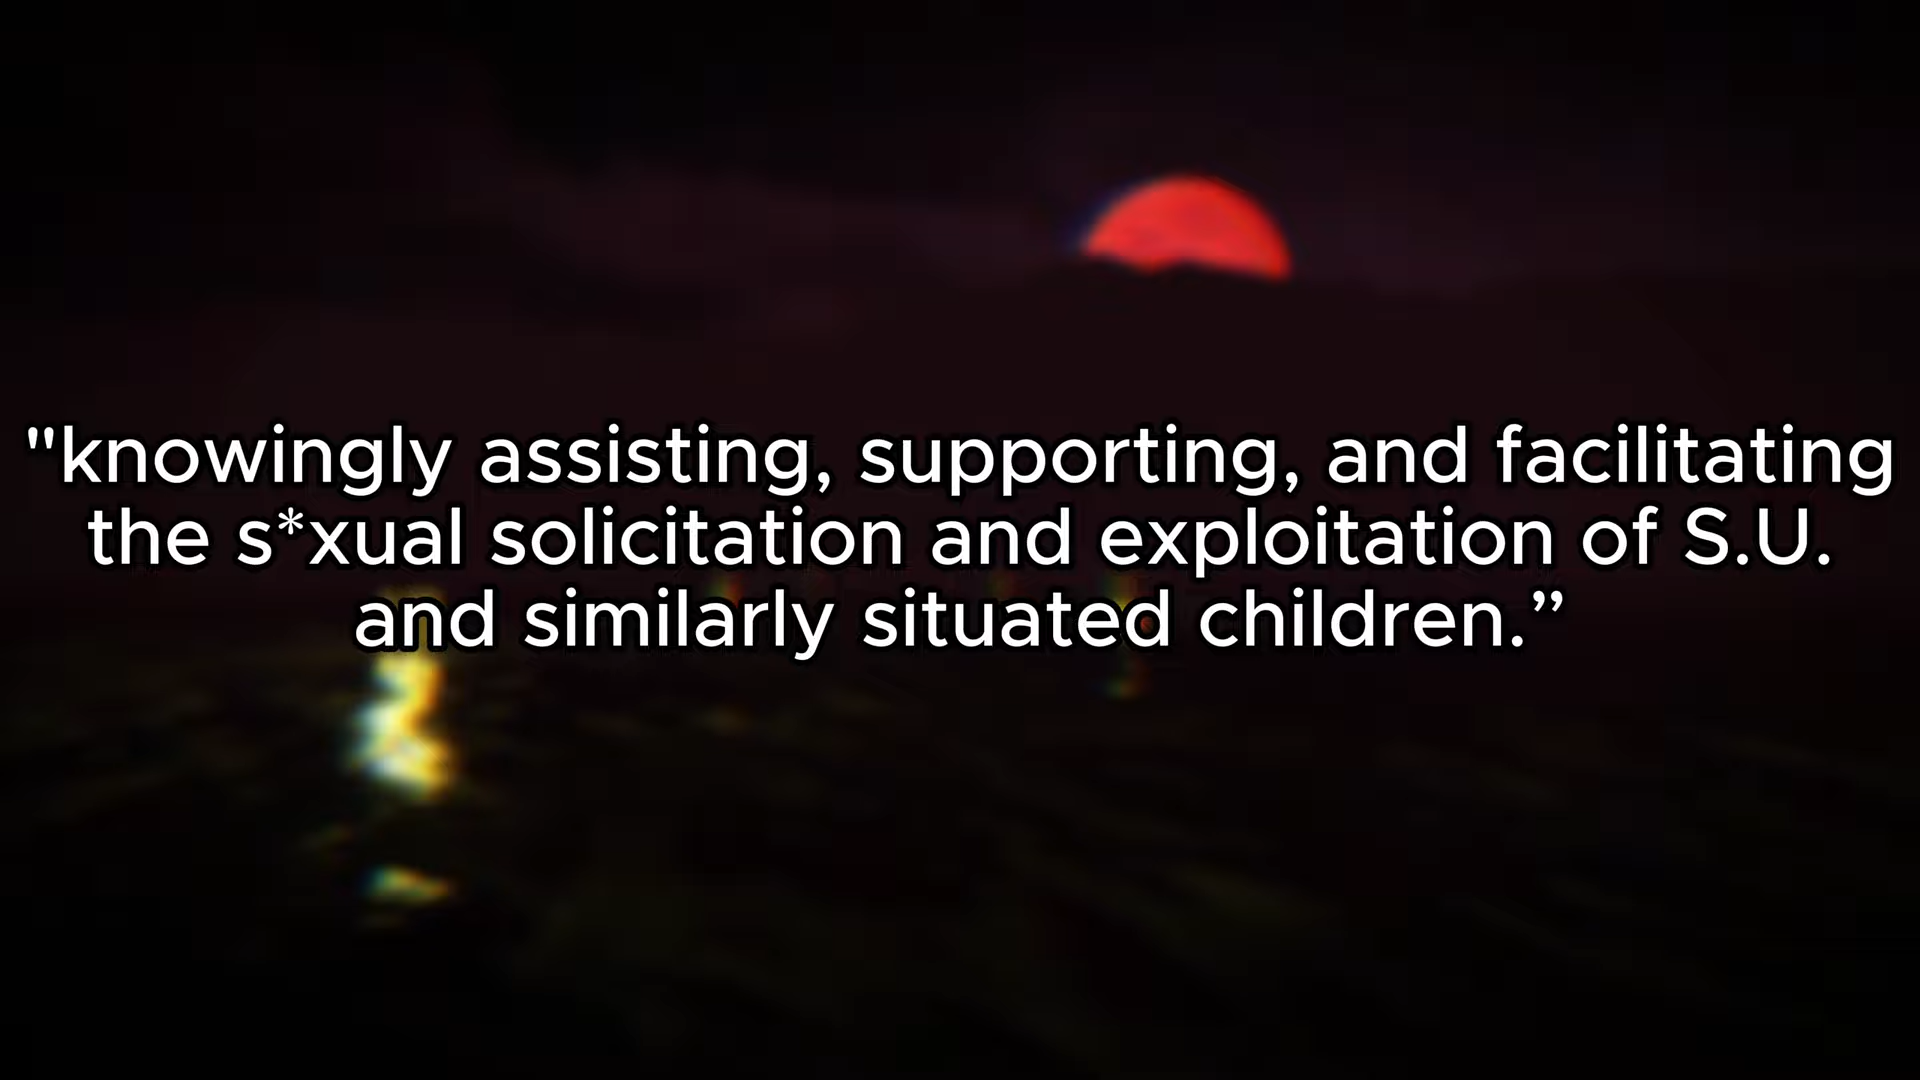 "knowingly assisting, supporting, and facilitating
the s*xual solicitation and exploitation of S.U.
and similarly situated children.”